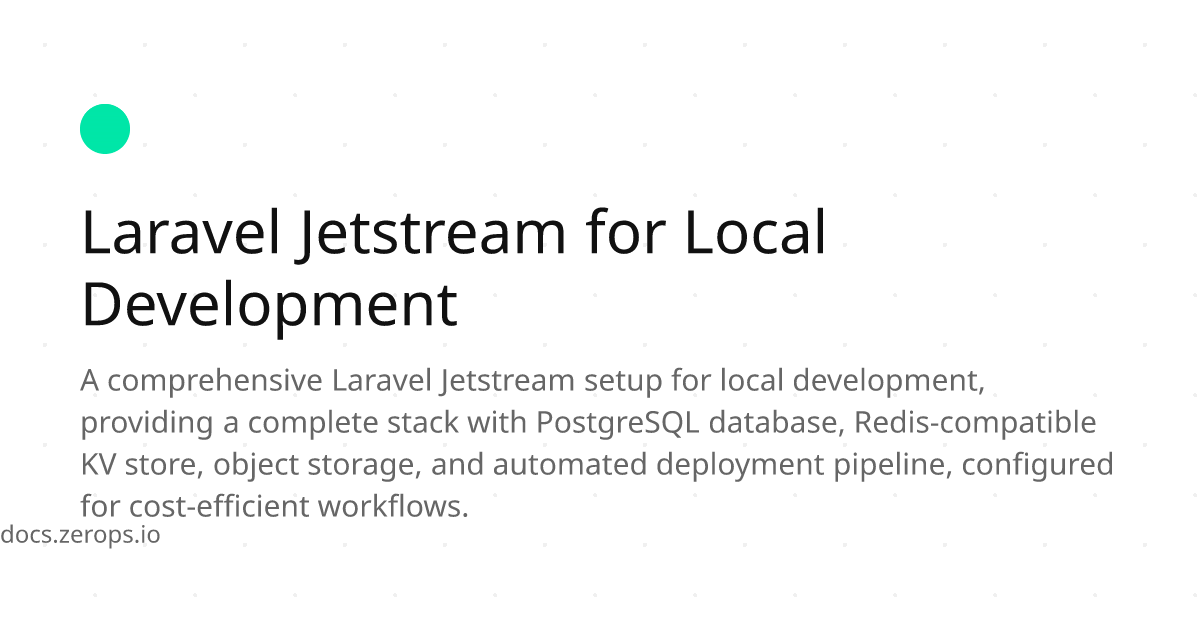 Laravel Jetstream for Local
Development
A comprehensive Laravel Jetstream setup for local development,
providing a complete stack with PostgreSQL database, Redis-compatible
KV store, object storage, and automated deployment pipeline, configured
for cost-efficient workflows.
docs.zerops.io